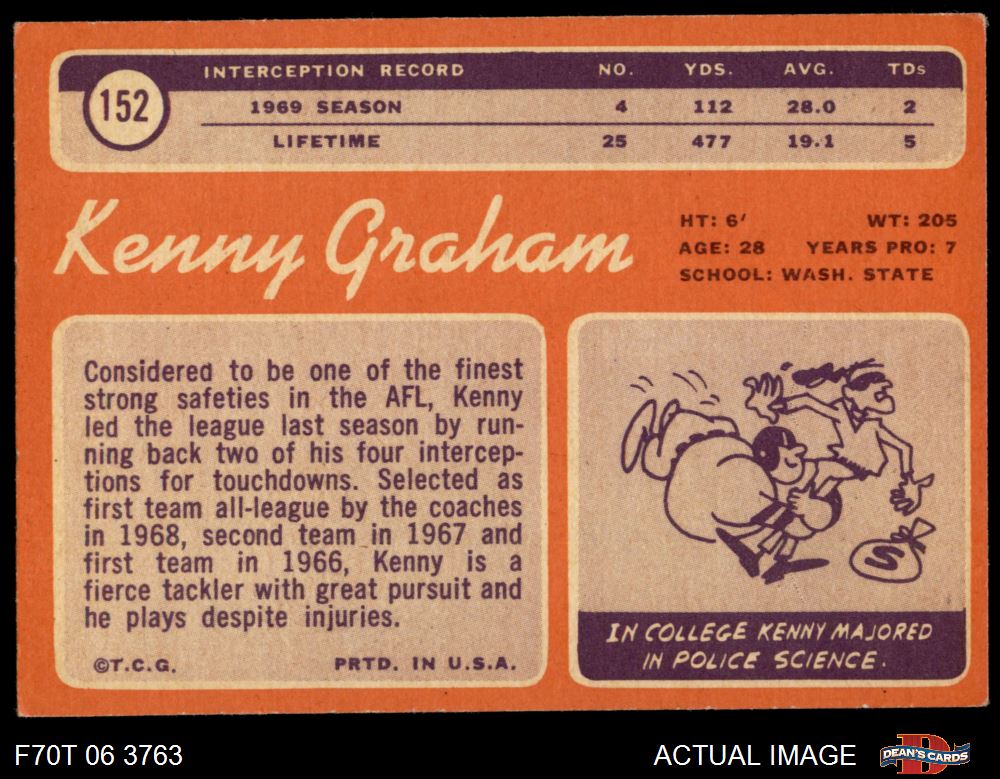 152
INTERCEPTION RECORD NO. YDS. AVG. TDs
1969 SEASON 4 112 28.0 2
LIFETIME 25 477 19.1 5
Kenny Graham
HT: 6' WT: 205
AGE: 28 YEARS PRO: 7
SCHOOL: WASH. STATE
Considered to be one of the finest
strong safeties in the AFL, Kenny
led the league last season by run-
ning back two of his four intercep-
tions for touchdowns. Selected as
first team all-league by the coaches
in 1968, second team in 1967 and
first team in 1966, Kenny is a
fierce tackler with great pursuit and
he plays despite injuries.
©T.C.G. PRTD. IN U.S.A.
S
IN COLLEGE KENNY MAJORED
IN POLICE SCIENCE.
F70T 06 3763
ACTUAL IMAGE
D
DEAN'S CARDS